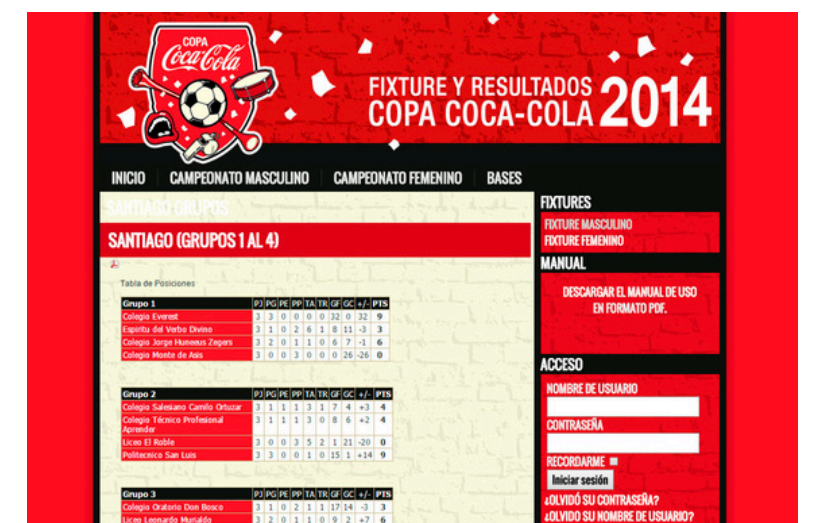 COPA
Coca-Cola
FIXTURE Y RESULTADOS
COPA COCA-COLA 2014
INICIO CAMPEONATO MASCULINO CAMPEONATO FEMENINO BASES
SANTIAGO GRUPOS
SANTIAGO (GRUPOS 1 AL 4)
Tabla de Posiciones
Grupo 1 PJ PG PE PP TA TR GF GC +/- PTS
Colegio Everest 3 3 0 0 0 0 32 0 32 9
Espiritu del Verbo Divino 3 1 0 2 6 1 8 11 -3 3
Colegio Jorge Huneeus Zegers 3 2 0 1 1 0 6 7 -1 6
Colegio Monte de Asis 3 0 0 3 0 0 0 26 -26 0
Grupo 2 PJ PG PE PP TA TR GF GC +/- PTS
Colegio Salesiano Camilo Ortuzar 3 1 1 1 3 1 7 4 +3 4
Colegio Técnico Profesional
Aprender 3 1 1 1 3 0 8 6 +2 4
Liceo El Roble 3 0 0 3 5 2 1 21 -20 0
Politecnico San Luis 3 3 0 0 1 0 15 1 +14 9
Grupo 3 PJ PG PE PP TA TR GF GC +/- PTS
Colegio Oratorio Don Bosco 3 1 0 2 1 1 17 14 -3 3
Liceo Leonardo Murialdo 3 2 0 1 1 0 9 2 +7 6
FIXTURES
FIXTURE MASCULINO
FIXTURE FEMENINO
MANUAL
DESCARGAR EL MANUAL DE USO
EN FORMATO PDF.
ACCESO
NOMBRE DE USUARIO
CONTRASEÑA
RECORDARME
Iniciar sesión
¿OLVIDÓ SU CONTRASEÑA?
¿OLVIDO SU NOMBRE DE USUARIO?